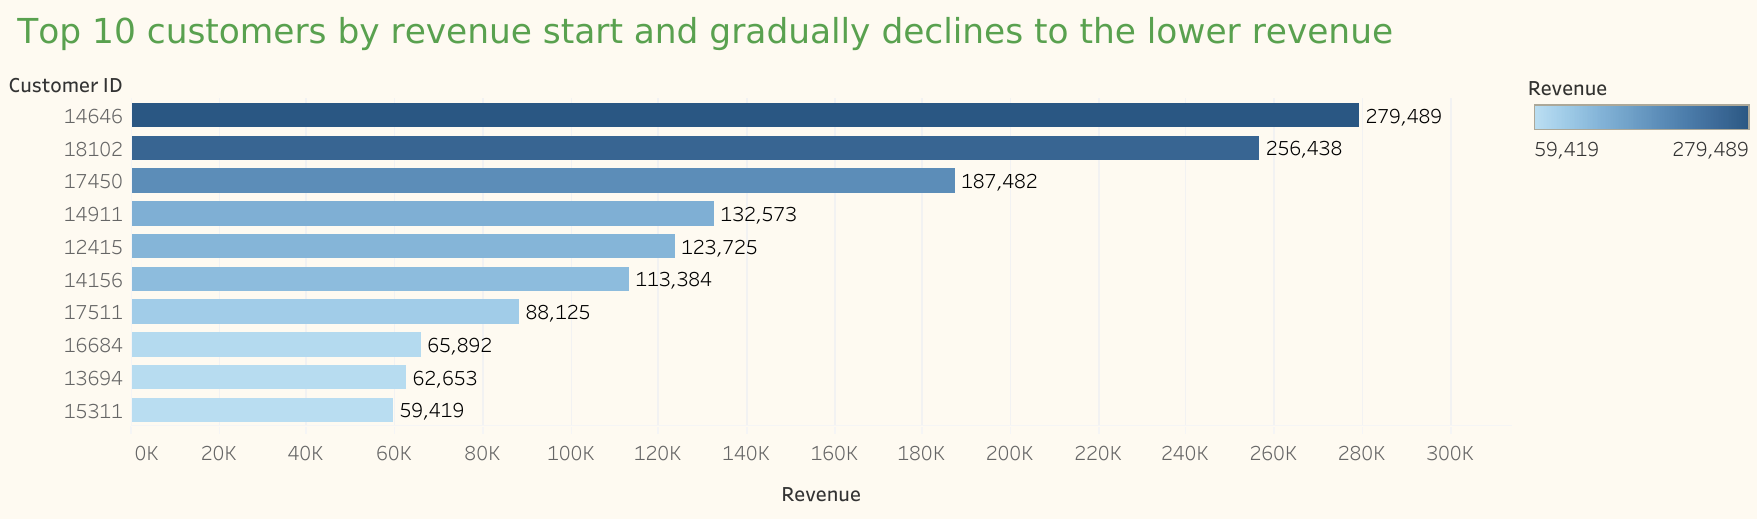 Top 10 customers by revenue start and gradually declines to the lower revenue
Customer ID
14646 279,489
18102 256,438
17450 187,482
14911 132,573
12415 123,725
14156 113,384
17511 88,125
16684 65,892
13694 62,653
15311 59,419
0K 20K 40K 60K 80K 100K 120K 140K 160K 180K 200K 220K 240K 260K 280K 300K
Revenue
Revenue
59,419 279,489